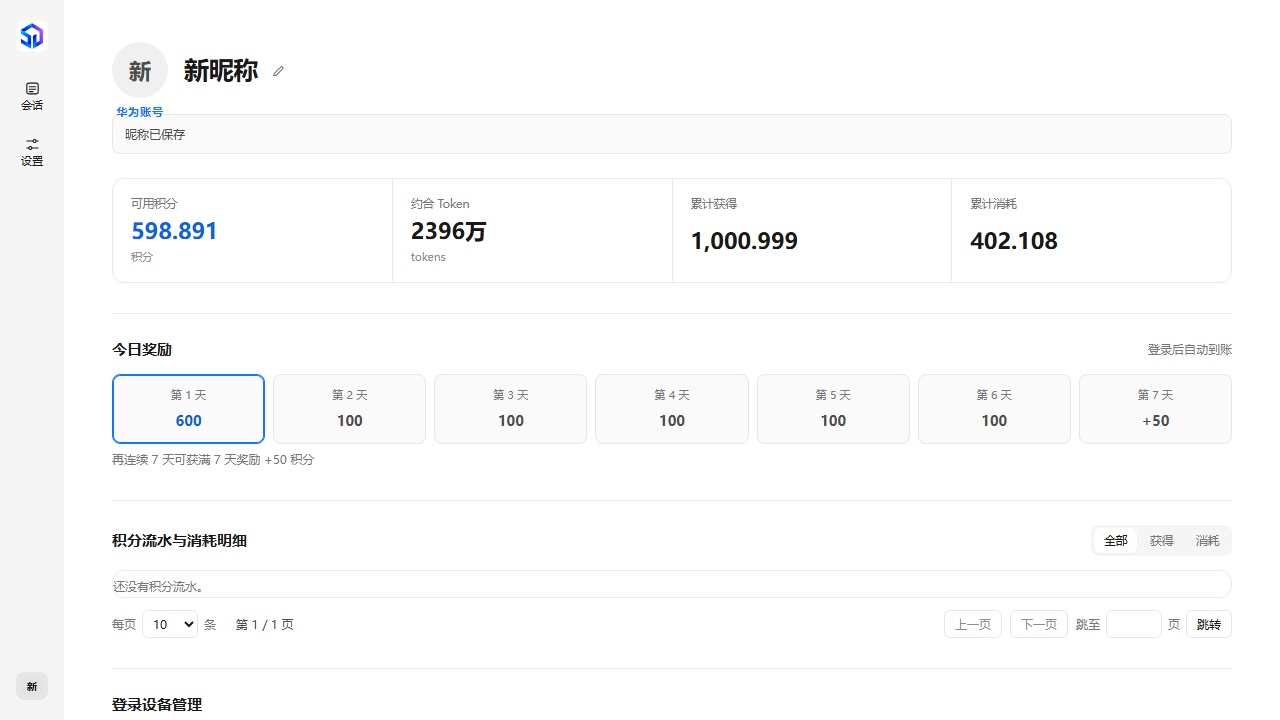 会话
设置
新
新
新昵称
华为账号
昵称已保存
可用积分
598.891
积分
约合 Token
2396万
tokens
累计获得
1,000.999
累计消耗
402.108
今日奖励
登录后自动到账
第 1 天
600
第 2 天
100
第 3 天
100
第 4 天
100
第 5 天
100
第 6 天
100
第 7 天
+50
再连续 7 天可获满 7 天奖励 +50 积分
积分流水与消耗明细
全部 获得 消耗
还没有积分流水。
每页 10 条 第 1 / 1 页 上一页 下一页 跳至 页 跳转
登录设备管理